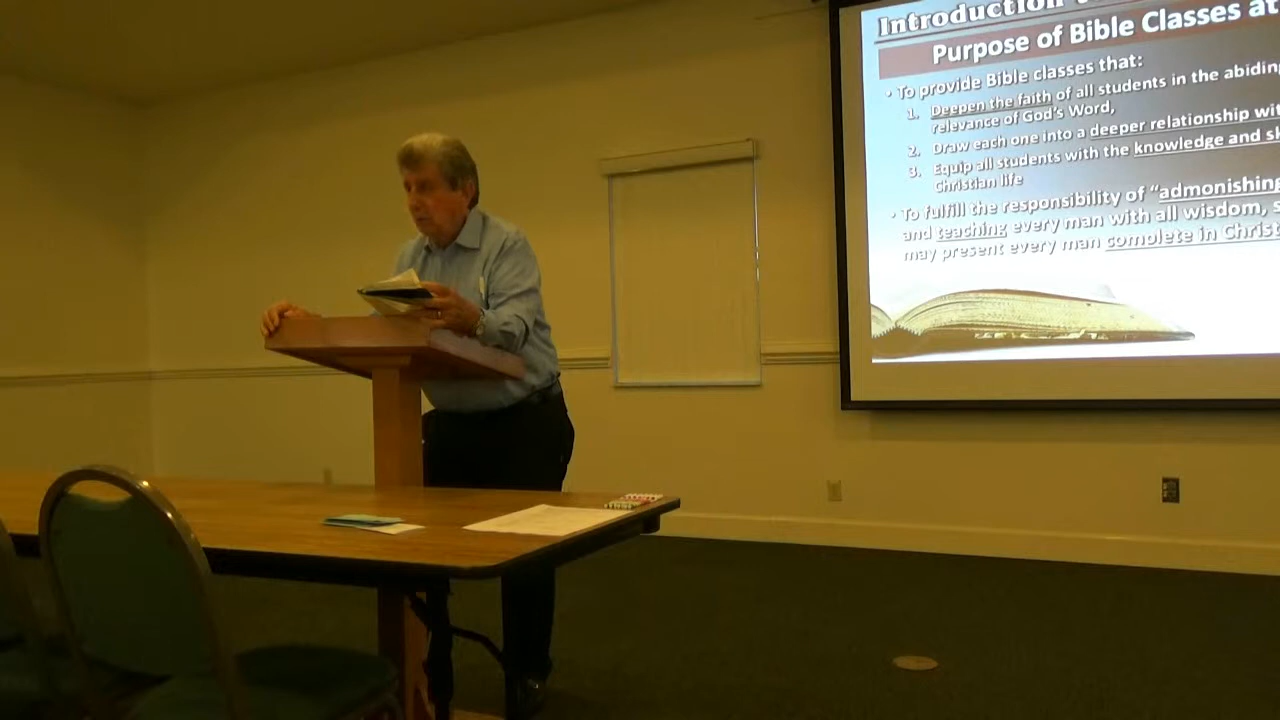 Introduction
Purpose of Bible Classes at
• To provide Bible classes that:
1. Deepen the faith of all students in the abiding
relevance of God's Word,
2. Draw each one into a deeper relationship wit
3. Equip all students with the knowledge and sk
Christian life
• To fulfill the responsibility of “admonishing
and teaching every man with all wisdom, s
may present every man complete in Christ